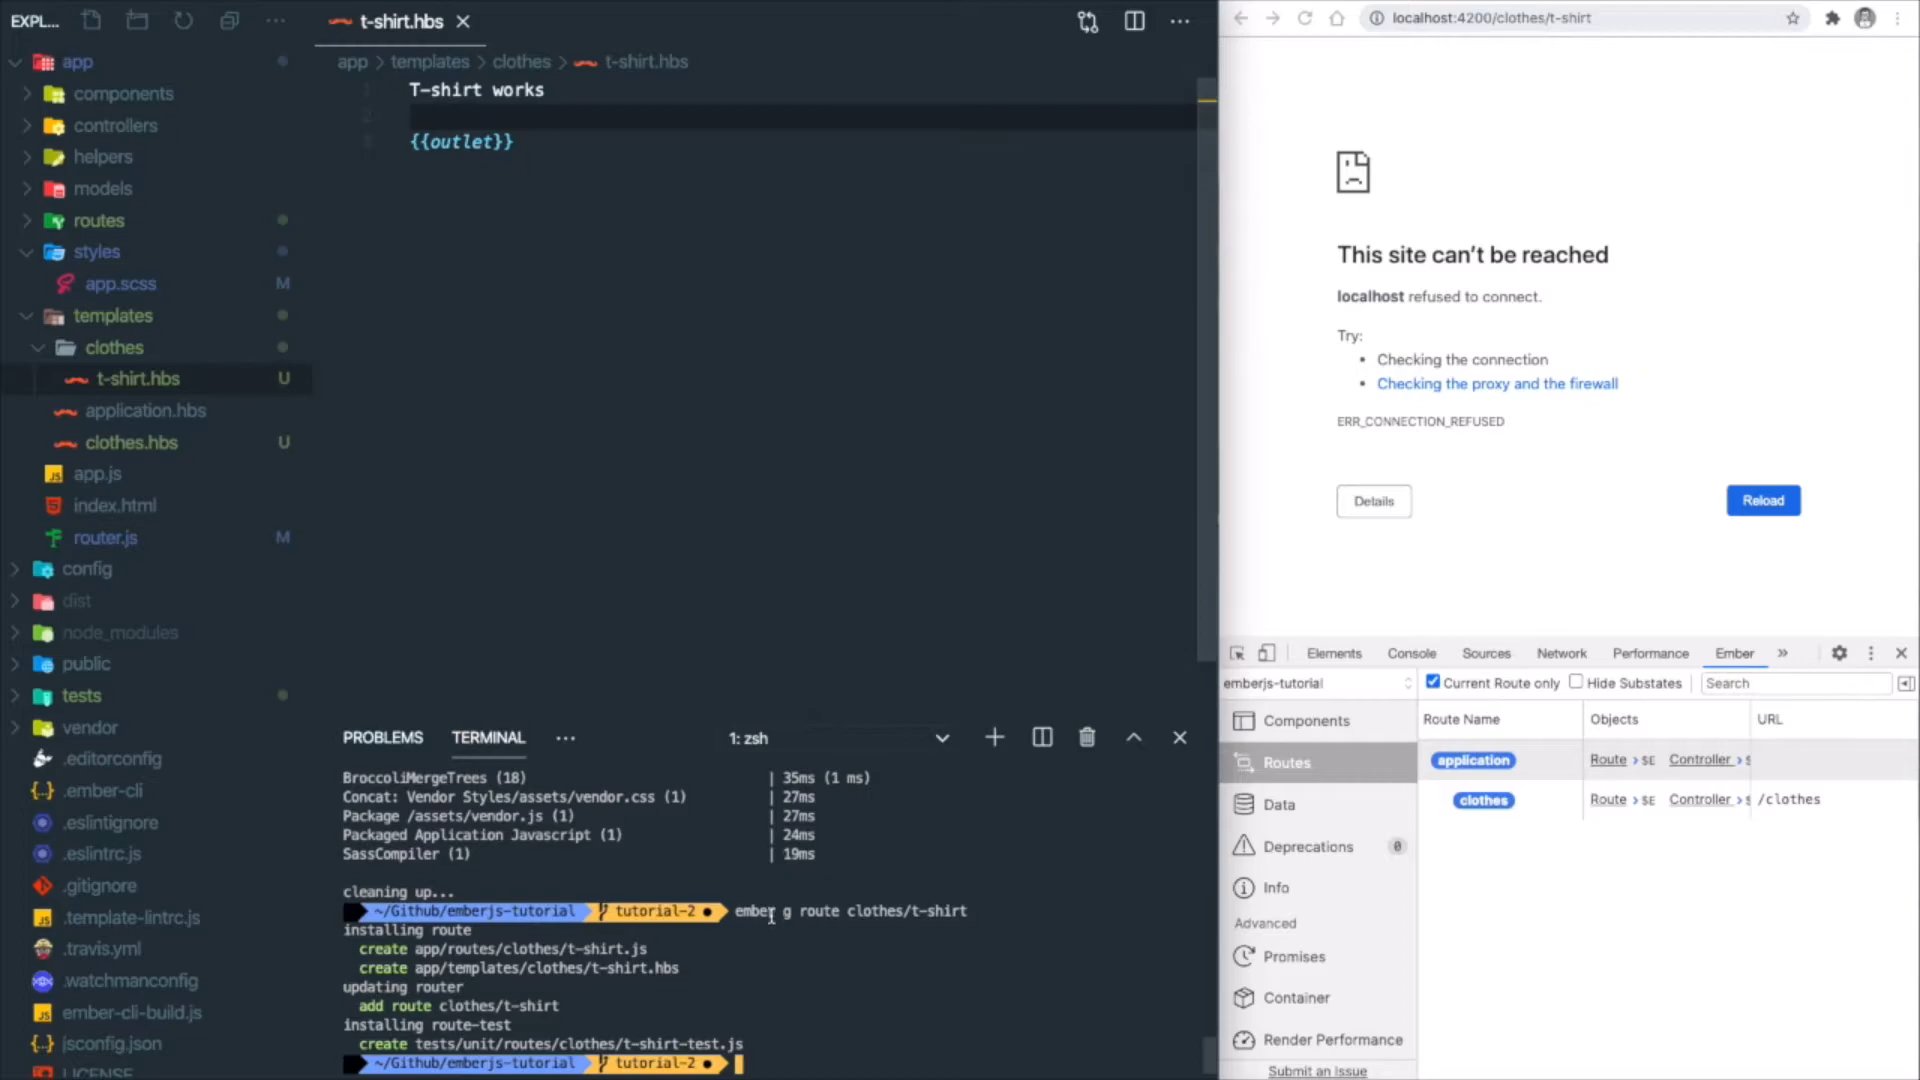 EXPL...
t-shirt.hbs
localhost:4200/clothes/t-shirt
app
components
controllers
helpers
models
routes
styles
app.scss M
templates
clothes
t-shirt.hbs U
application.hbs
clothes.hbs U
app.js
index.html
router.js M
config
dist
node_modules
public
tests
vendor
.editorconfig
.ember-cli
.eslintignore
.eslintrc.js
.gitignore
.template-lintrc.js
.travis.yml
.watchmanconfig
ember-cli-build.js
jsconfig.json
LICENSE
app > templates > clothes > t-shirt.hbs
1 T-shirt works
2
3 {{outlet}}
PROBLEMS TERMINAL ... 1: zsh
BroccoliMergeTrees (18) | 35ms (1 ms)
Concat: Vendor Styles/assets/vendor.css (1) | 27ms
Package /assets/vendor.js (1) | 27ms
Packaged Application Javascript (1) | 24ms
SassCompiler (1) | 19ms
cleaning up...
~/Github/emberjs-tutorial tutorial-2 ● ember g route clothes/t-shirt
installing route
create app/routes/clothes/t-shirt.js
create app/templates/clothes/t-shirt.hbs
updating router
add route clothes/t-shirt
installing route-test
create tests/unit/routes/clothes/t-shirt-test.js
~/Github/emberjs-tutorial tutorial-2 ●
This site can’t be reached
localhost refused to connect.
Try:
• Checking the connection
• Checking the proxy and the firewall
ERR_CONNECTION_REFUSED
Details Reload
Elements Console Sources Network Performance Ember »
emberjs-tutorial Current Route only Hide Substates Search
Components
Routes
Data
Deprecations 0
Info
Advanced
Promises
Container
Render Performance
Submit an Issue
Route Name Objects URL
application Route > $E Controller >
clothes Route > $E Controller > /clothes